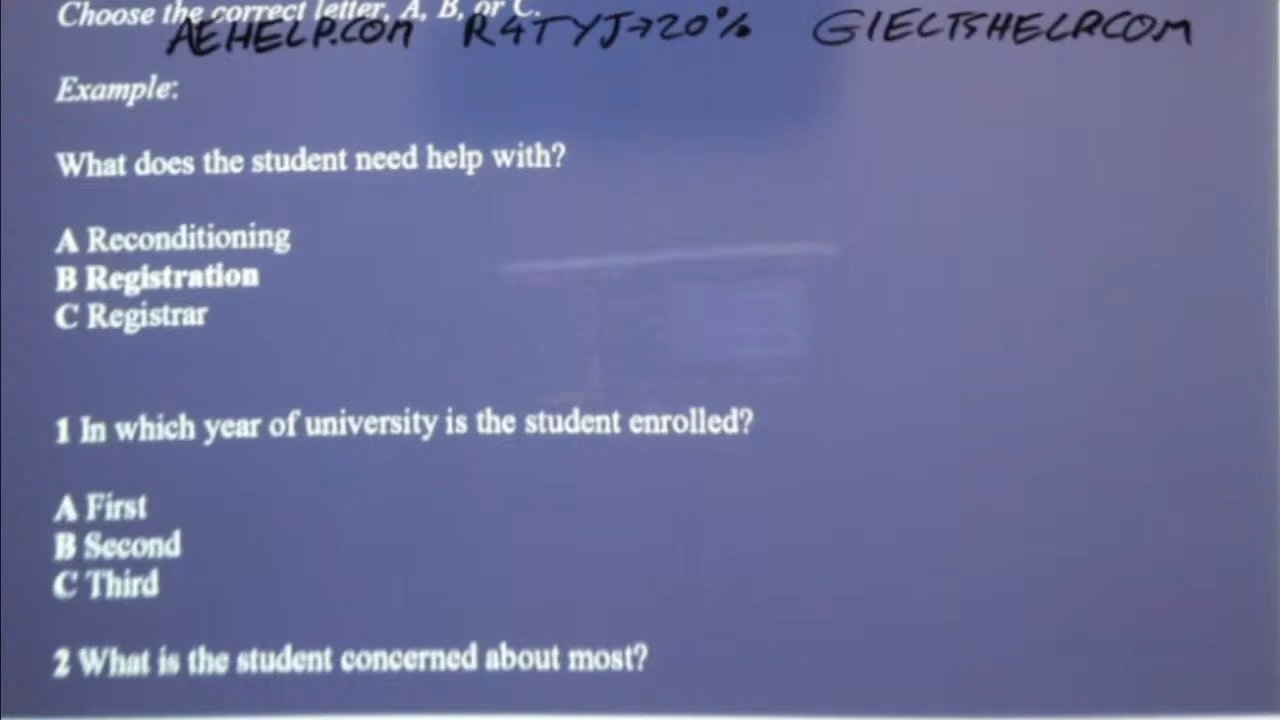 Choose the correct letter, A, B, or C.
AEHELP.COM R4TYJ→20% GIELTSHELP.COM
Example:
What does the student need help with?
A Reconditioning
B Registration
C Registrar
1 In which year of university is the student enrolled?
A First
B Second
C Third
2 What is the student concerned about most?